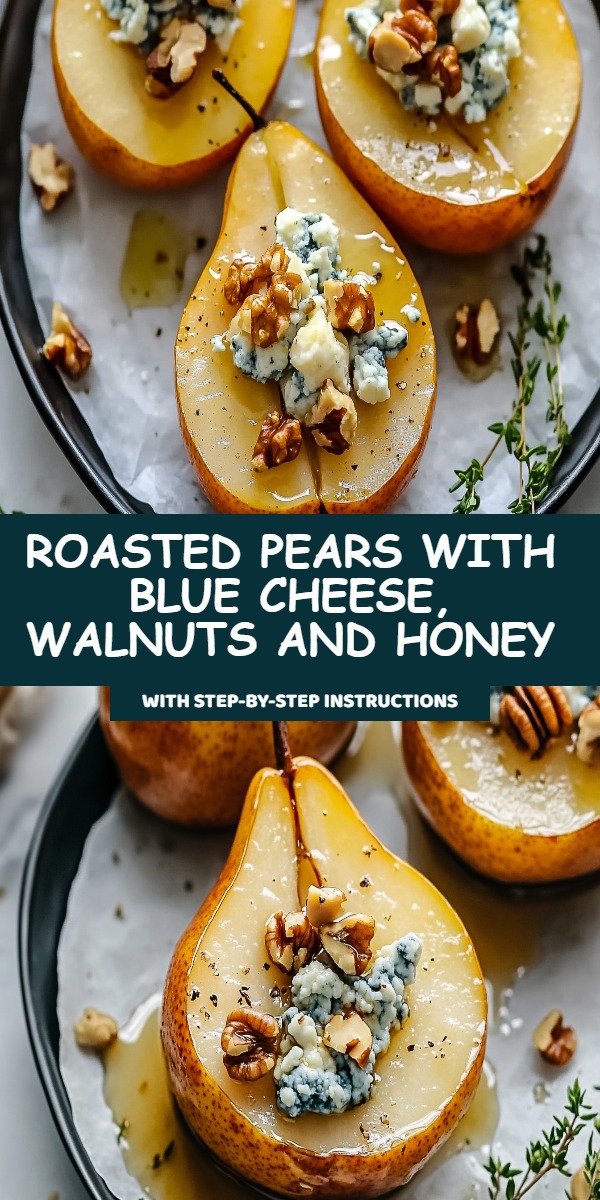 ROASTED PEARS WITH
BLUE CHEESE,
WALNUTS AND HONEY
WITH STEP-BY-STEP INSTRUCTIONS